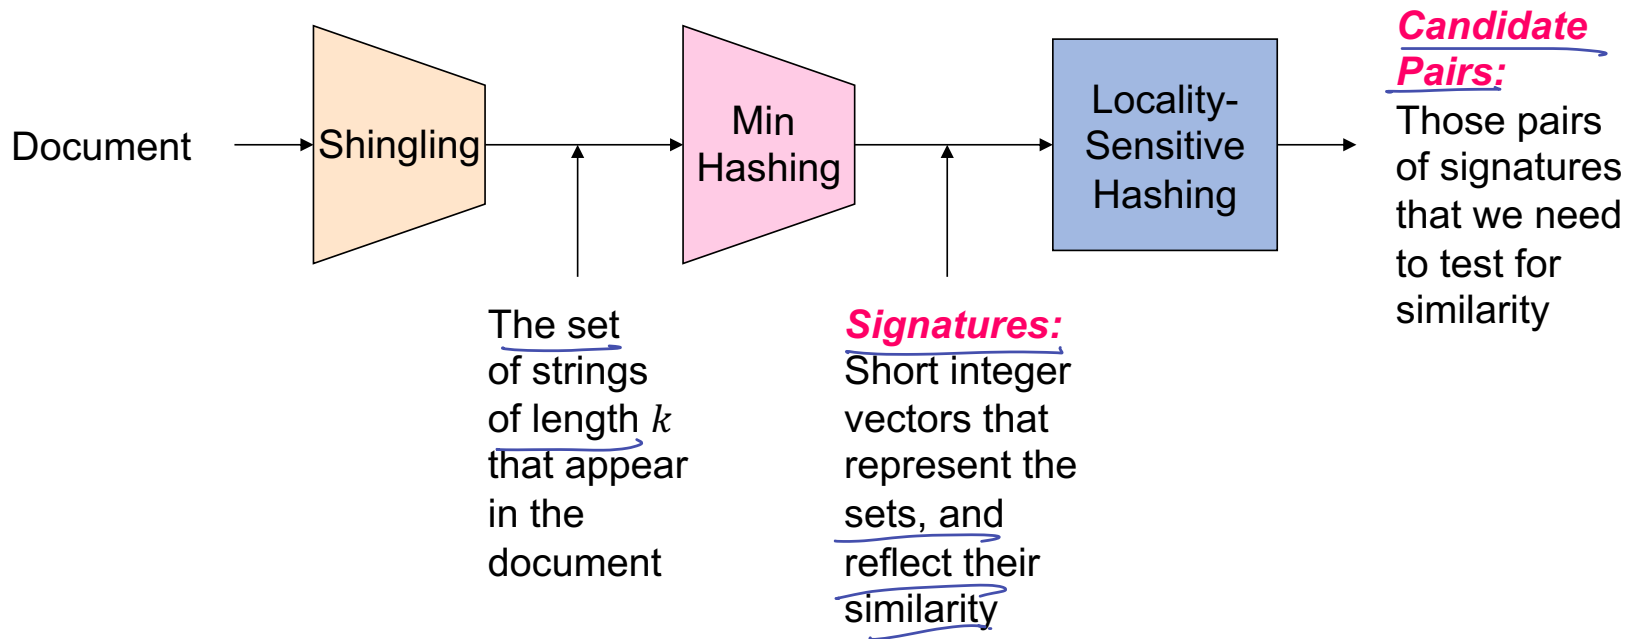 Document
Shingling
Min
Hashing
Locality-
Sensitive
Hashing
Candidate
Pairs:
Those pairs
of signatures
that we need
to test for
similarity
The set
of strings
of length k
that appear
in the
document
Signatures:
Short integer
vectors that
represent the
sets, and
reflect their
similarity